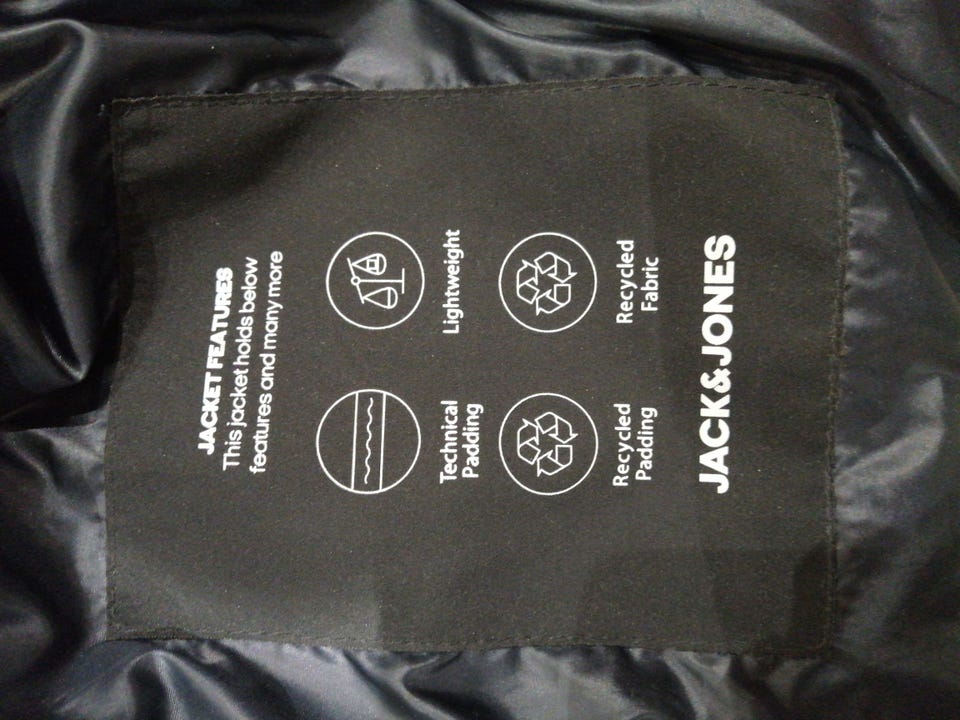 JACKET FEATURES
This jacket holds below
features and many more
Technical
Padding
Lightweight
Recycled
Padding
Recycled
Fabric
JACK&JONES